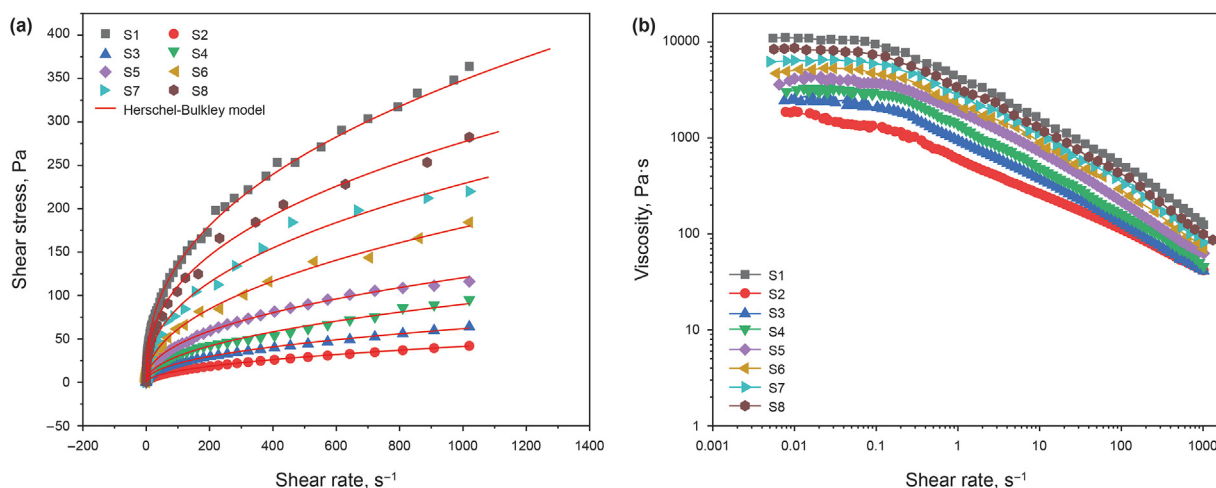 (a)
400
350
300
250
200
150
100
50
0
−50
−200
0
200
400
600
800
1000
1200
1400
Shear stress, Pa
Shear rate, s⁻¹
S1
S2
S3
S4
S5
S6
S7
S8
Herschel-Bulkley model
(b)
10000
1000
100
10
1
0.001
0.01
0.1
1
10
100
1000
Viscosity, Pa·s
Shear rate, s⁻¹
S1
S2
S3
S4
S5
S6
S7
S8